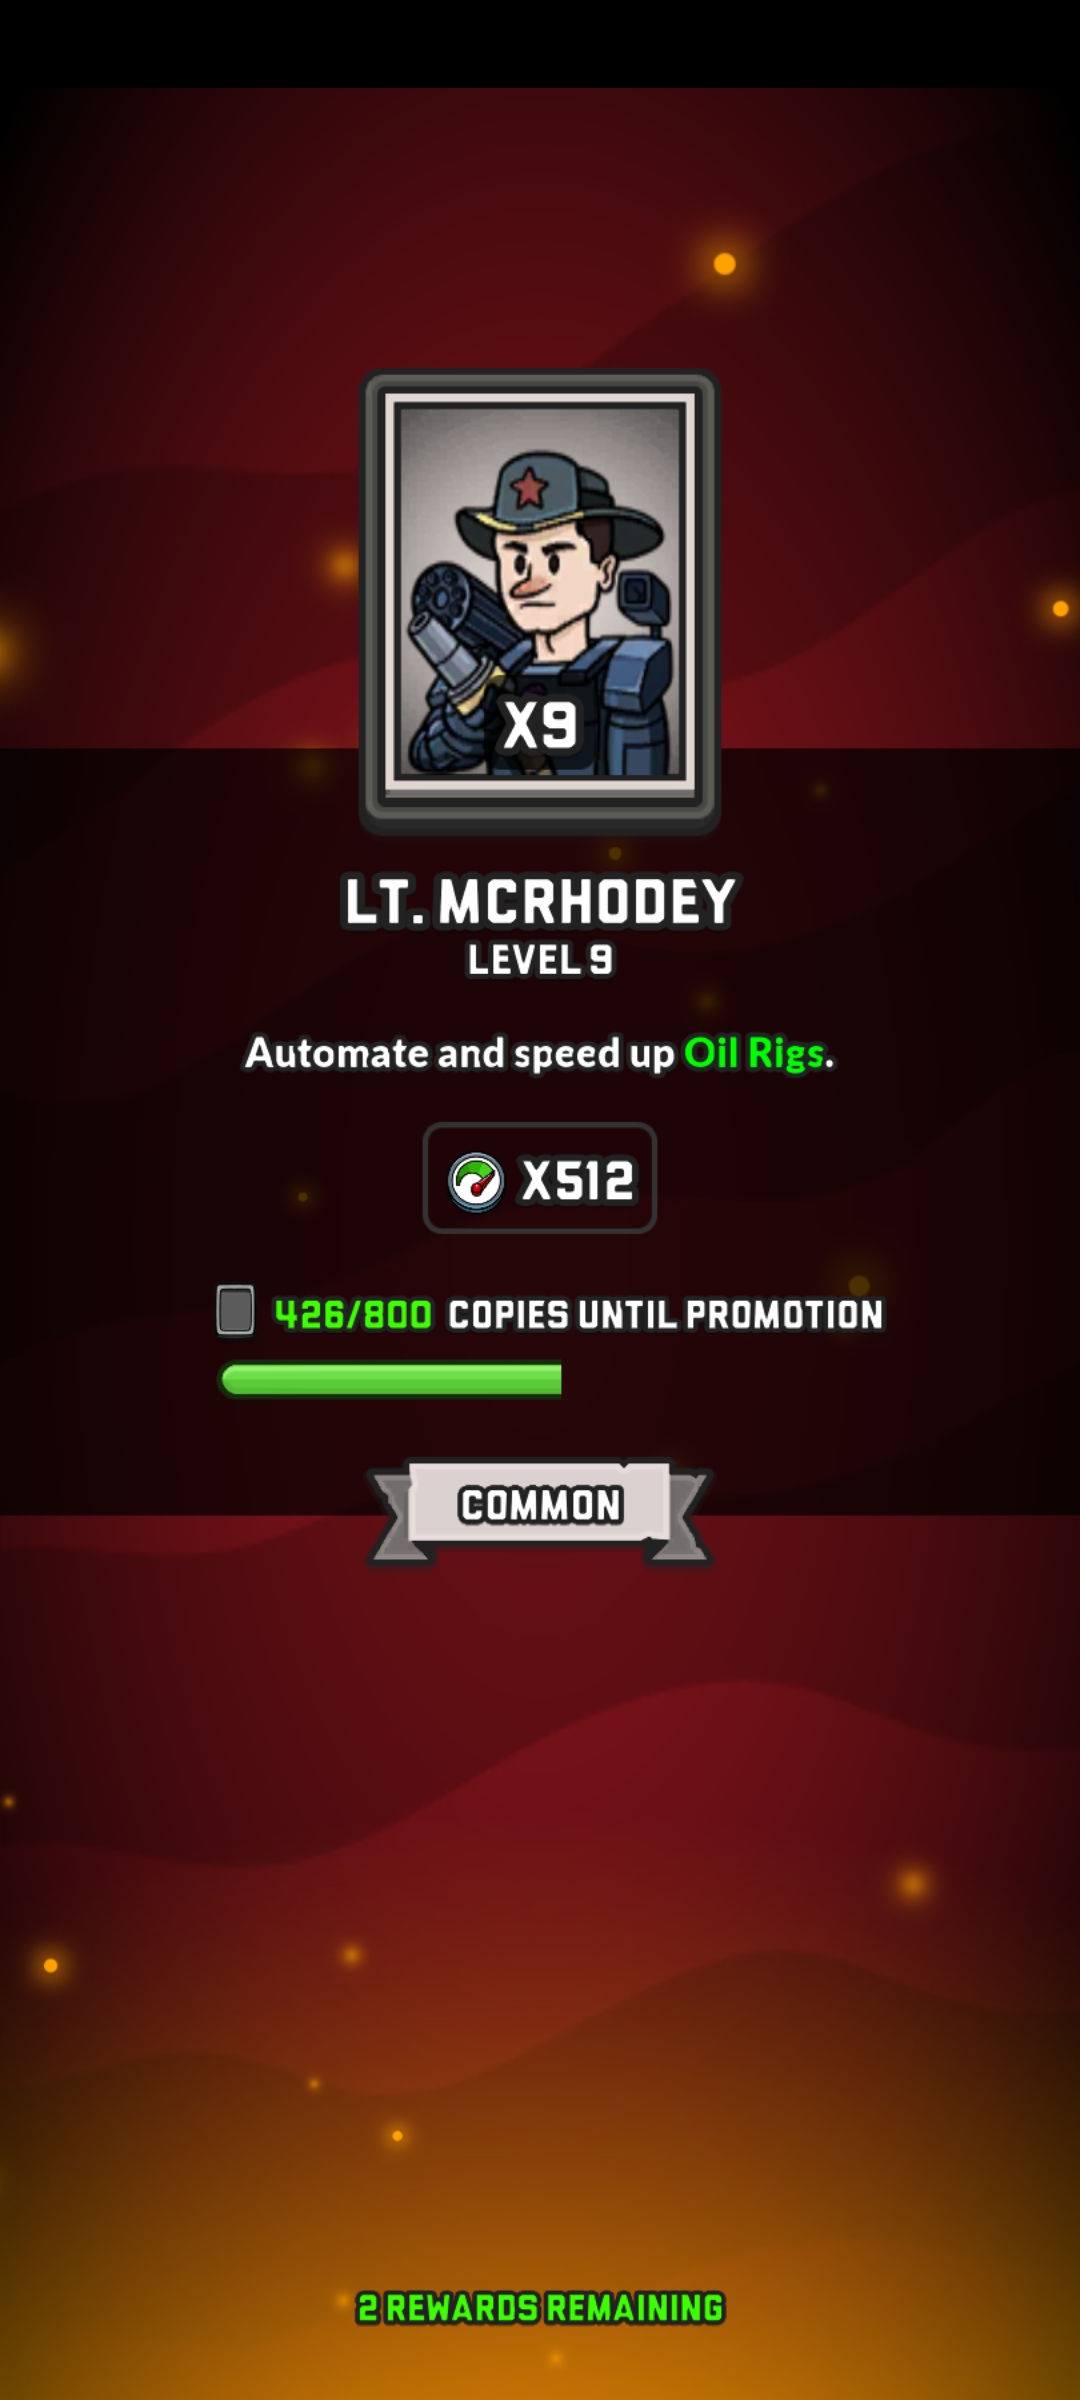 X9
LT. MCRHODEY
LEVEL 9
Automate and speed up Oil Rigs.
X512
426/800 COPIES UNTIL PROMOTION
COMMON
2 REWARDS REMAINING